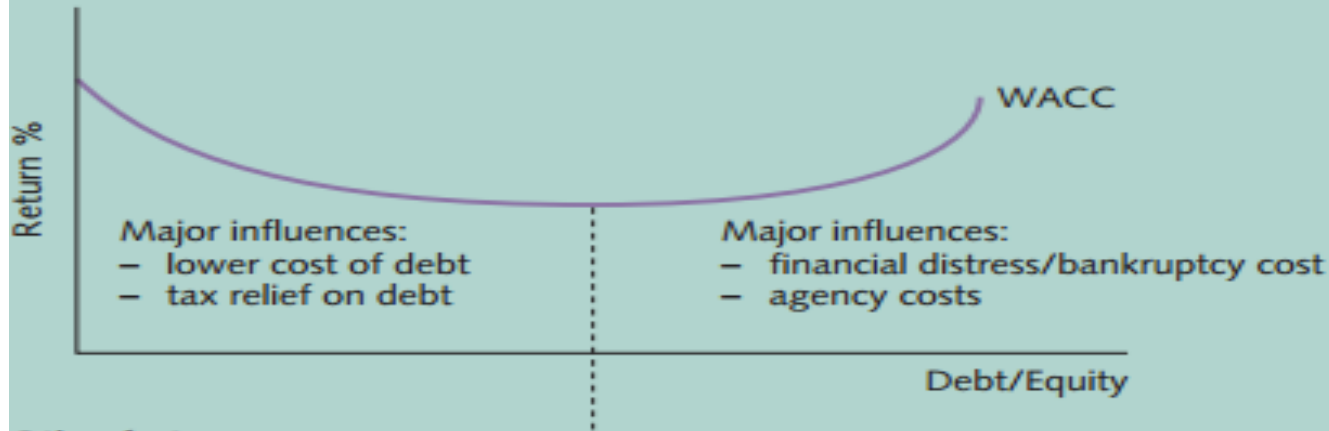 WACC
Return %
Major influences:
– lower cost of debt
– tax relief on debt
Major influences:
– financial distress/bankruptcy cost
– agency costs
Debt/Equity